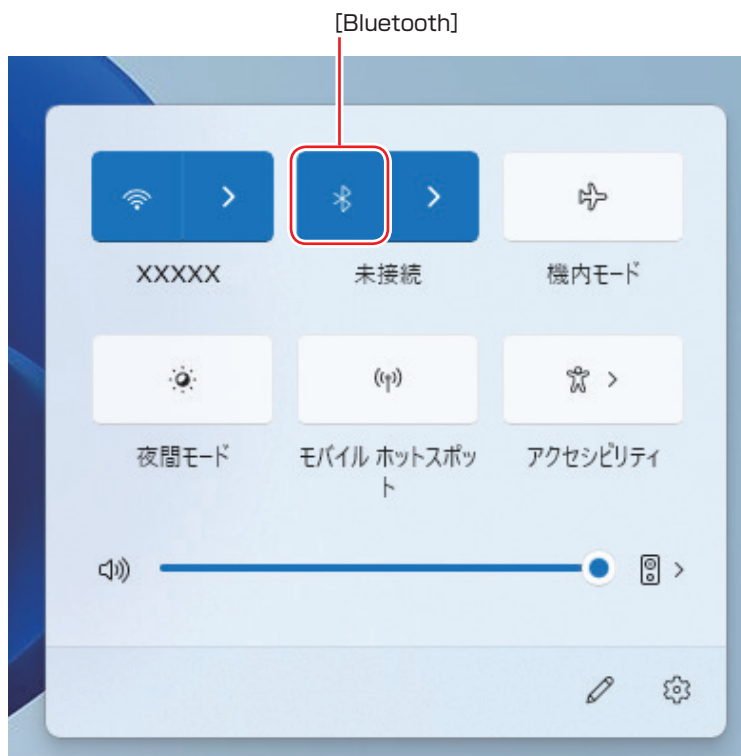 [Bluetooth]
XXXXX
未接続
機内モード
夜間モード
モバイル ホットスポッ
ト
アクセシビリティ